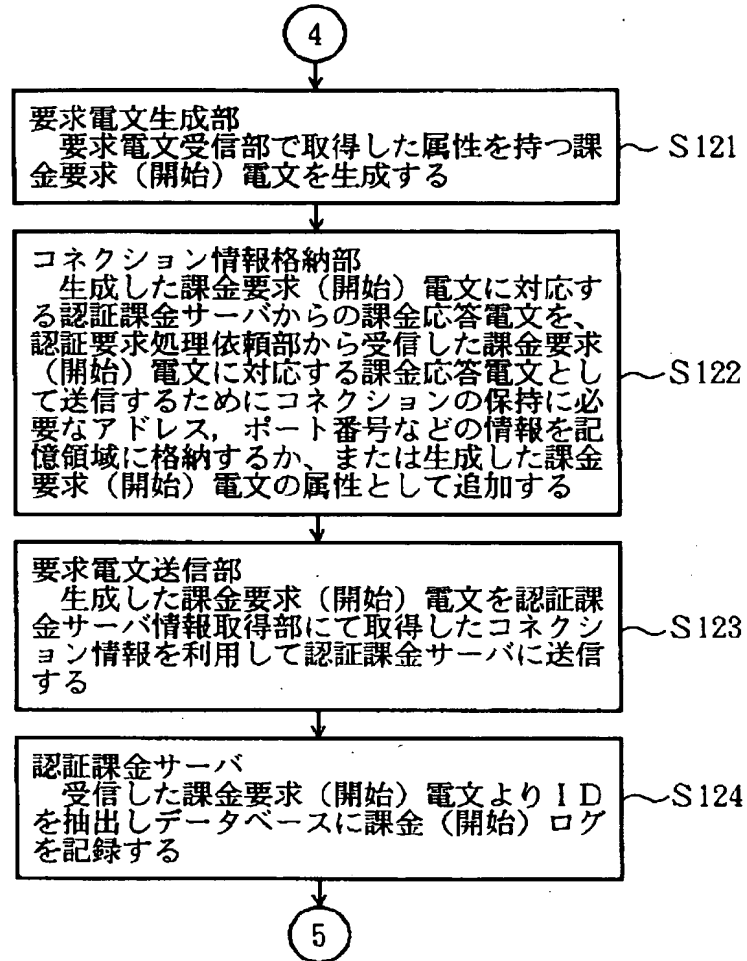 4
要求電文生成部
要求電文受信部で取得した属性を持つ課
金要求（開始）電文を生成する
S121
コネクション情報格納部
生成した課金要求（開始）電文に対応す
る認証課金サーバからの課金応答電文を、
認証要求処理依頼部から受信した課金要求
（開始）電文に対応する課金応答電文とし
て送信するためにコネクションの保持に必
要なアドレス，ポート番号などの情報を記
憶領域に格納するか、または生成した課金
要求（開始）電文の属性として追加する
S122
要求電文送信部
生成した課金要求（開始）電文を認証課
金サーバ情報取得部にて取得したコネクシ
ョン情報を利用して認証課金サーバに送信
する
S123
認証課金サーバ
受信した課金要求（開始）電文よりＩＤ
を抽出しデータベースに課金（開始）ログ
を記録する
S124
5